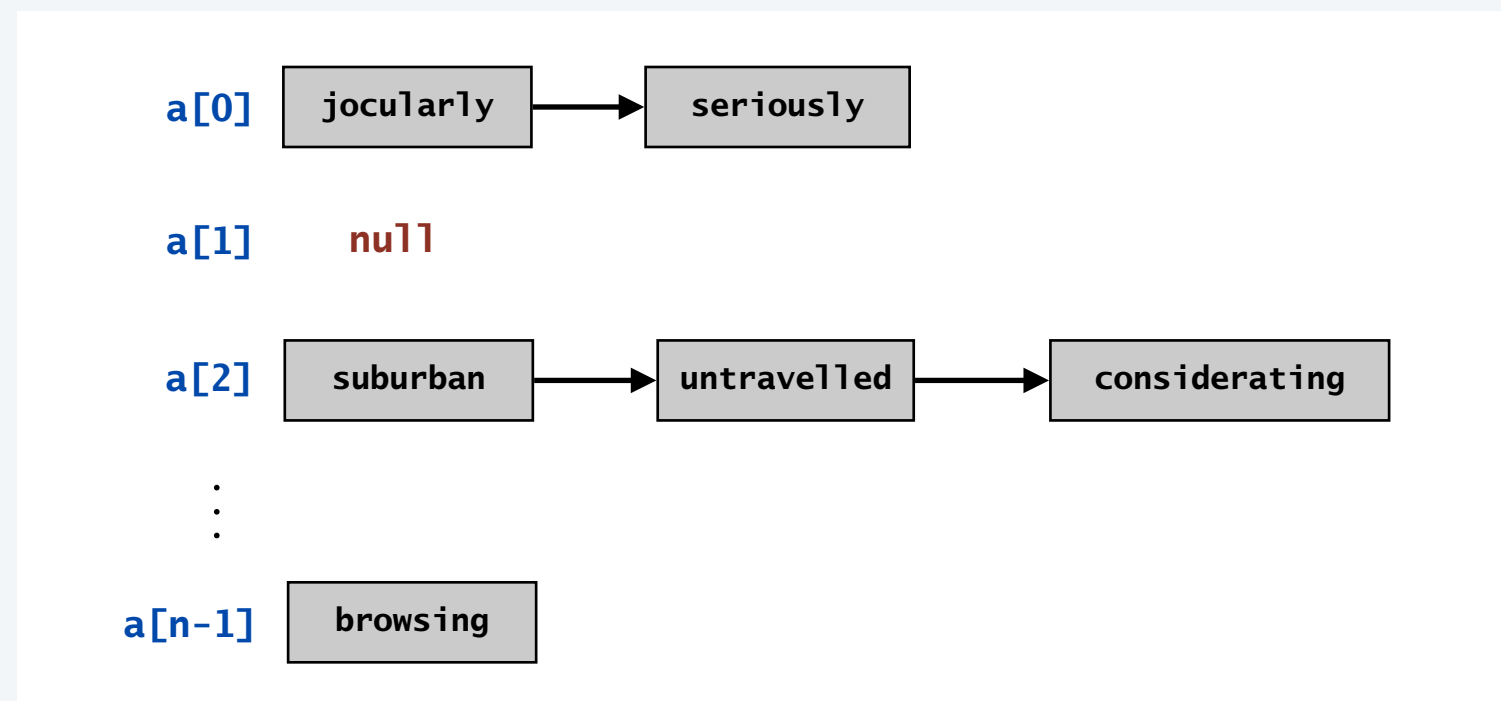 a[0] jocularly seriously
a[1] null
a[2] suburban untravelled considerating
a[n-1] browsing